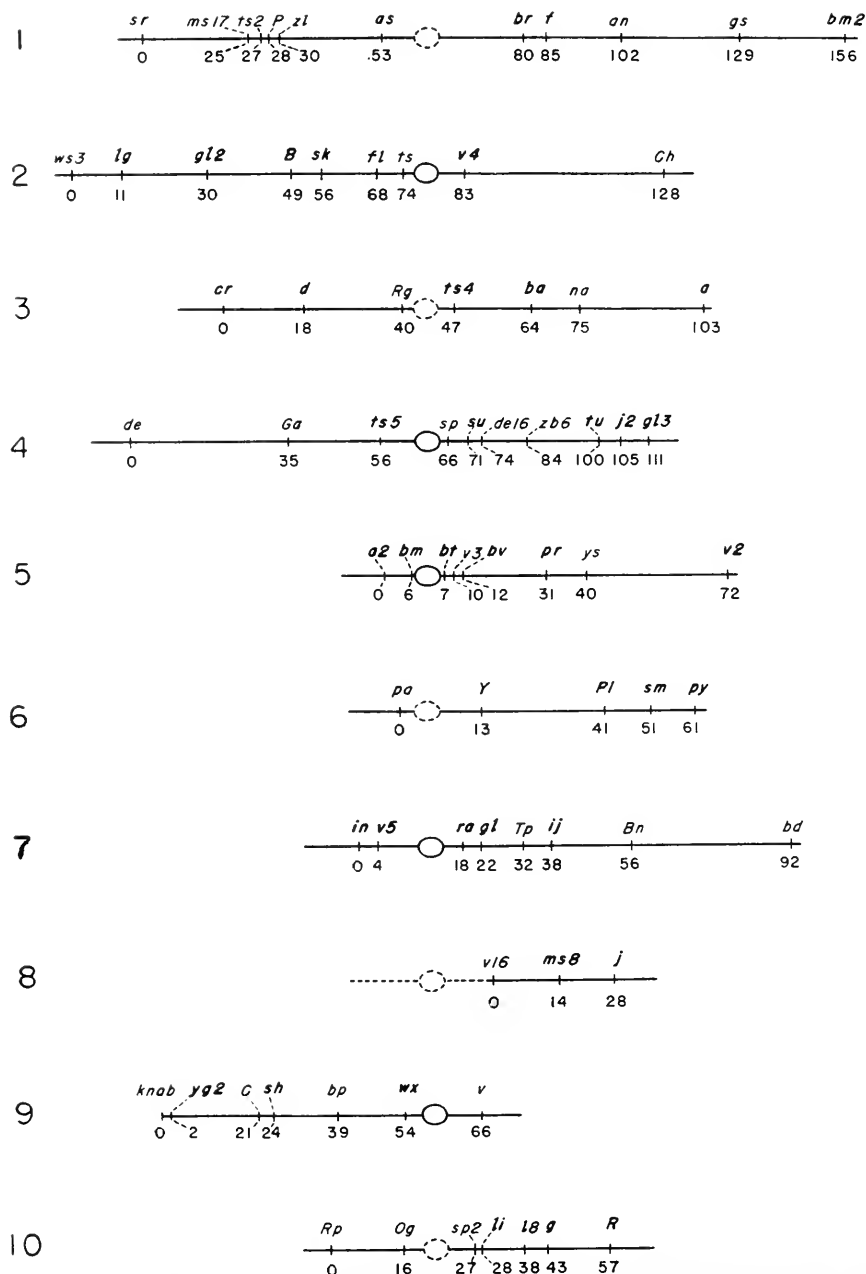 sr ms17 ts2 P zl as br f an gs bm2
1
0 25 27 28 30 .53 80 85 102 129 156
ws3 lg gl2 B sk fl ts v4 Ch
2
0 11 30 49 56 68 74 83 128
cr d Rg ts4 ba na a
3
0 18 40 47 64 75 103
de Ga ts5 sp su de16 zb6 tu j2 gl3
4
0 35 56 66 71 74 84 100 105 111
a2 bm bt v3 bv pr ys v2
5
0 6 7 10 12 31 40 72
pa Y Pl sm py
6
0 13 41 51 61
in v5 ra gl Tp ij Bn bd
7
0 4 18 22 32 38 56 92
v16 ms8 j
8
0 14 28
knob yg2 C sh bp wx v
9
0 2 21 24 39 54 66
Rp Og sp2 li l8 g R
10
0 16 27 28 38 43 57